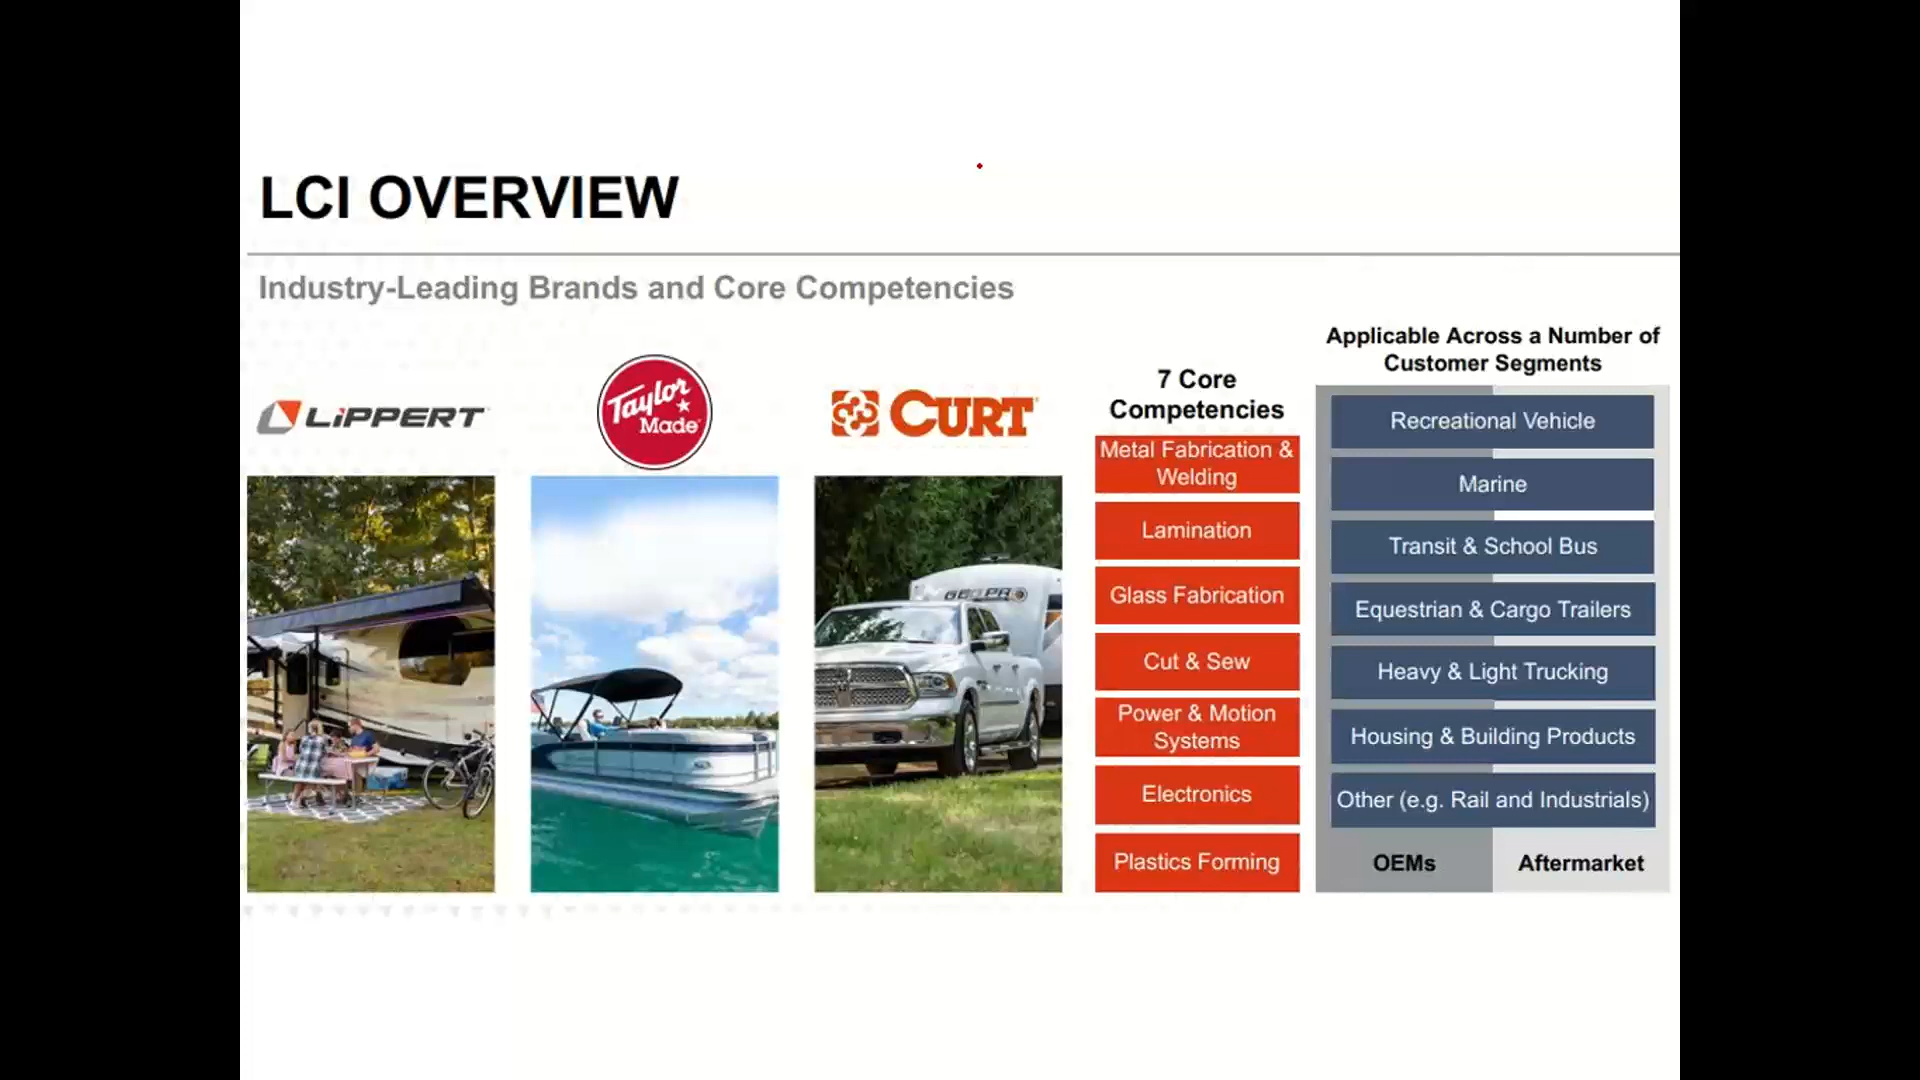 LCI OVERVIEW
Industry-Leading Brands and Core Competencies
LIPPERT
Taylor
Made
CURT
GEO PRO
7 Core
Competencies
Metal Fabrication &
Welding
Lamination
Glass Fabrication
Cut & Sew
Power & Motion
Systems
Electronics
Plastics Forming
Applicable Across a Number of
Customer Segments
Recreational Vehicle
Marine
Transit & School Bus
Equestrian & Cargo Trailers
Heavy & Light Trucking
Housing & Building Products
Other (e.g. Rail and Industrials)
OEMs
Aftermarket